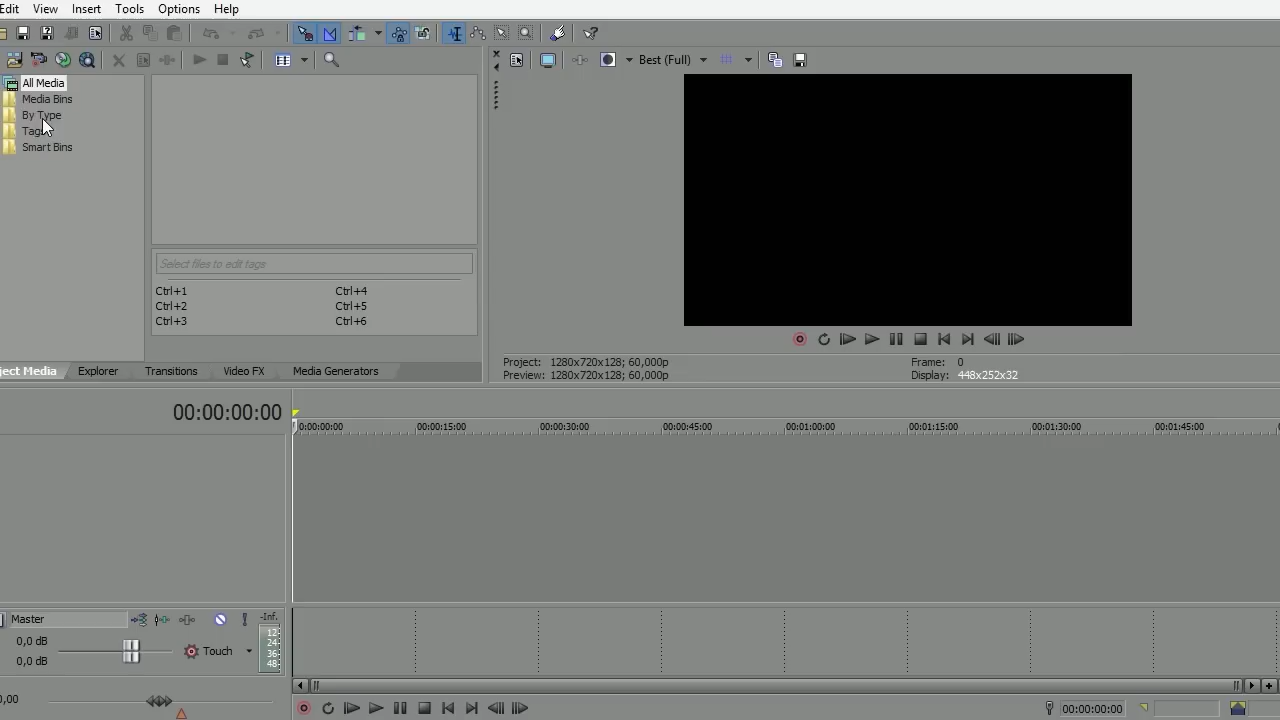 Edit View Insert Tools Options Help
Best (Full)
All Media
Media Bins
By Type
Tags
Smart Bins
Select files to edit tags
Ctrl+1 Ctrl+4
Ctrl+2 Ctrl+5
Ctrl+3 Ctrl+6
ject Media Explorer Transitions Video FX Media Generators
Project: 1280x720x128; 60,000p Frame: 0
Preview: 1280x720x128; 60,000p Display: 448x252x32
00:00:00:00
0:00:00:00 00:00:15:00 00:00:30:00 00:00:45:00 00:01:00:00 00:01:15:00 00:01:30:00 00:01:45:00
Master -Inf.
12
0,0 dB 24
Touch 36
0,0 dB 48
0,00
00:00:00:00